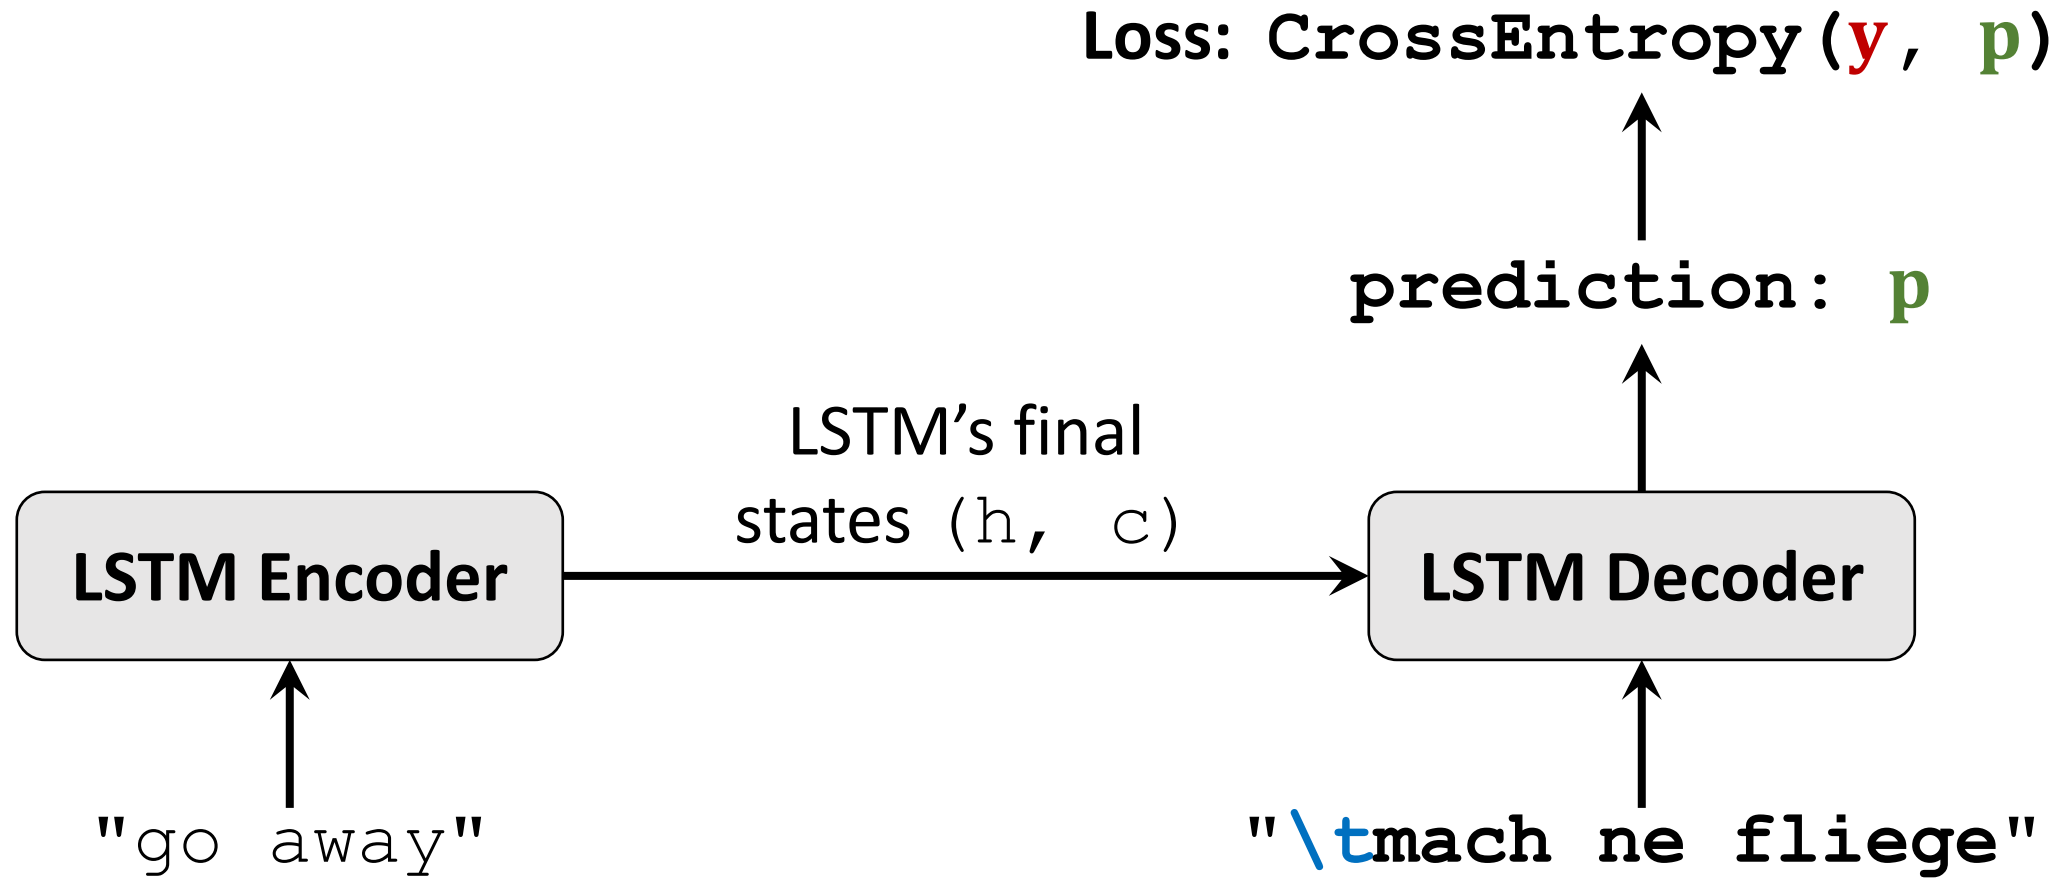 Loss: CrossEntropy(y, p)
prediction: p
LSTM's final
states (h, c)
LSTM Encoder
LSTM Decoder
"go away"
"\tmach ne fliege"